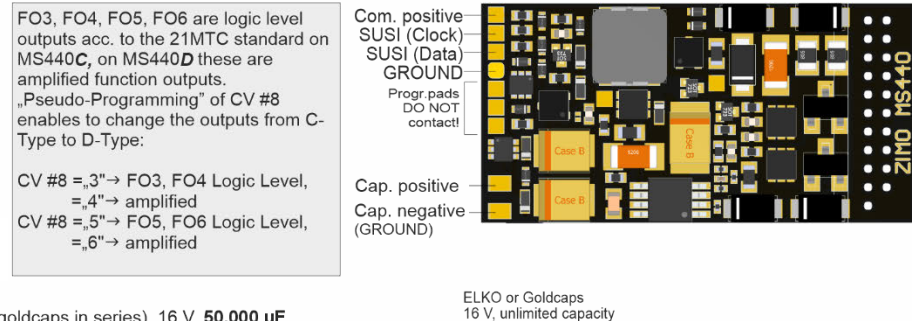 FO3, FO4, FO5, FO6 are logic level
outputs acc. to the 21MTC standard on
MS440C, on MS440D these are
amplified function outputs.
„Pseudo-Programming" of CV #8
enables to change the outputs from C-
Type to D-Type:
CV #8 =„3"→ FO3, FO4 Logic Level,
=„4"→ amplified
CV #8 =„5"→ FO5, FO6 Logic Level,
=„6"→ amplified
Com. positive
SUSI (Clock)
SUSI (Data)
GROUND
Progr.pads
DO NOT
contact!
Cap. positive
Cap. negative
(GROUND)
Case B
Case B
Case B
ZIMO MS440
ELKO or Goldcaps
16 V, unlimited capacity
goldcaps in series), 16 V, 50.000 uF